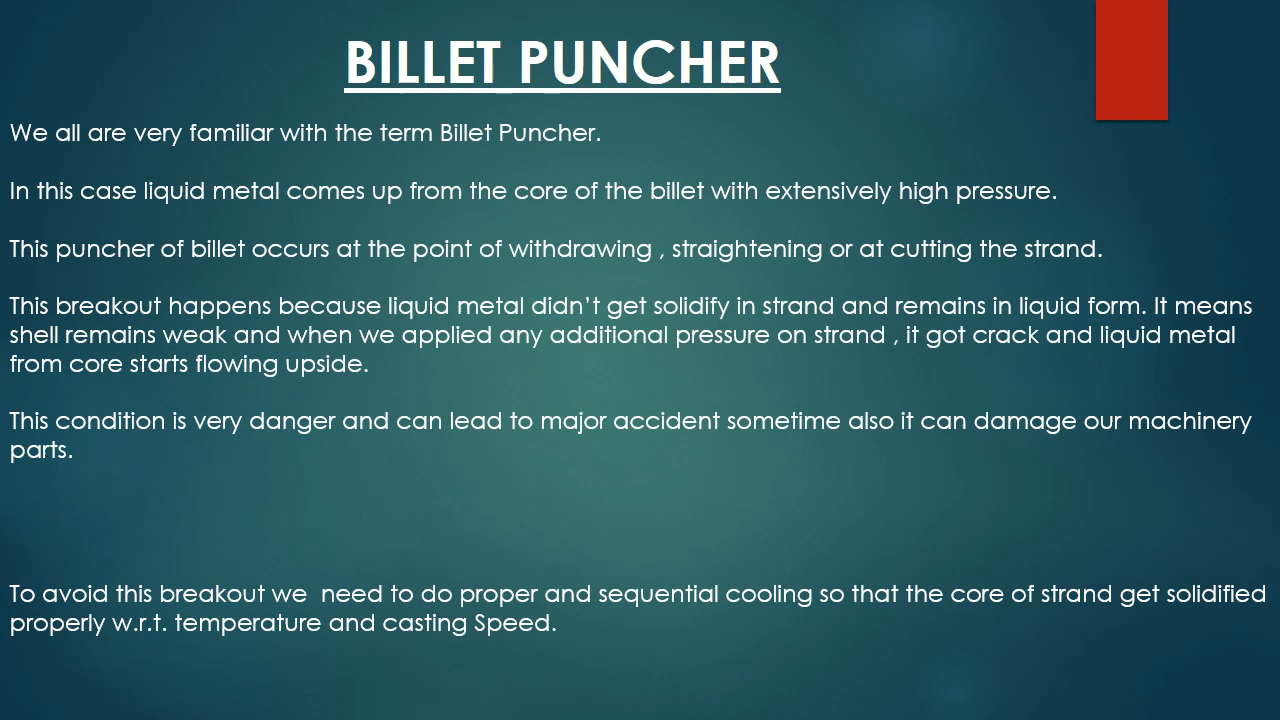 BILLET PUNCHER
We all are very familiar with the term Billet Puncher.
In this case liquid metal comes up from the core of the billet with extensively high pressure.
This puncher of billet occurs at the point of withdrawing , straightening or at cutting the strand.
This breakout happens because liquid metal didn’t get solidify in strand and remains in liquid form. It means
shell remains weak and when we applied any additional pressure on strand , it got crack and liquid metal
from core starts flowing upside.
This condition is very danger and can lead to major accident sometime also it can damage our machinery
parts.
To avoid this breakout we  need to do proper and sequential cooling so that the core of strand get solidified
properly w.r.t. temperature and casting Speed.